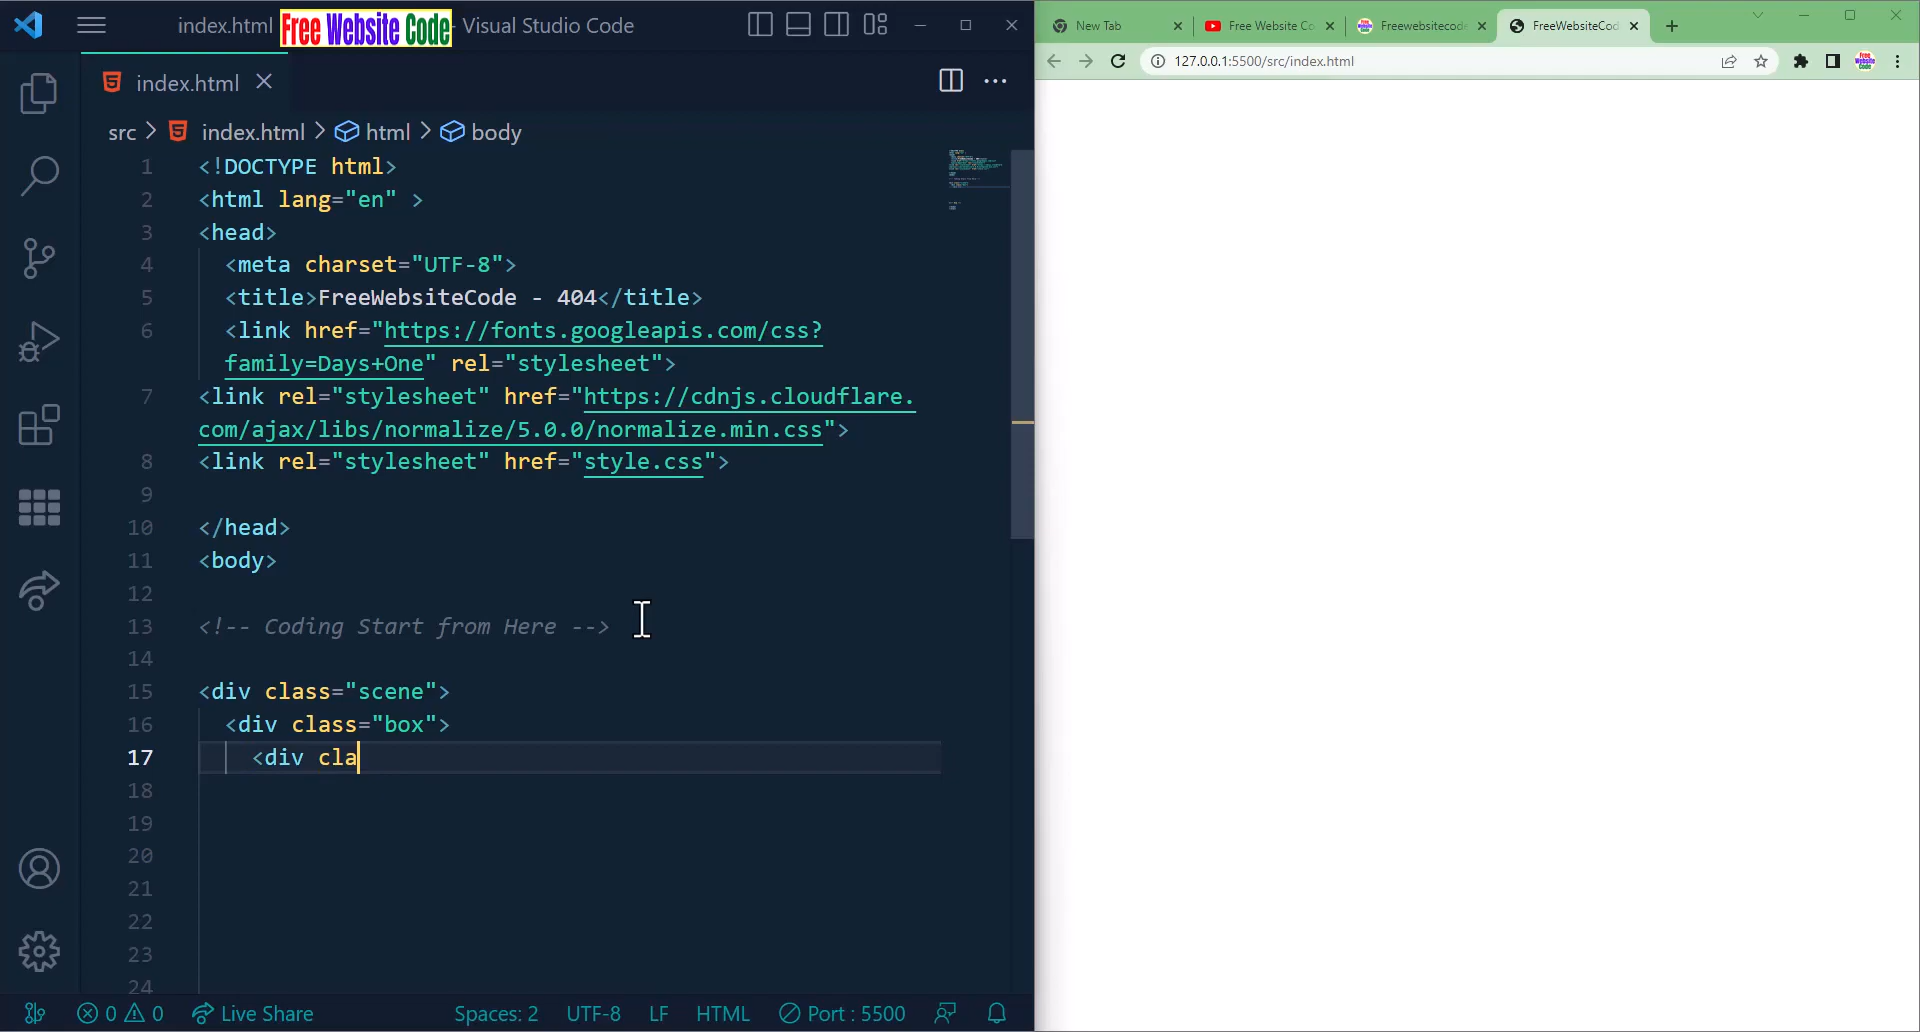 index.html Free Website Code - Visual Studio Code
index.html
src > index.html > html > body
1 <!DOCTYPE html>
2 <html lang="en" >
3 <head>
4 <meta charset="UTF-8">
5 <title>FreeWebsiteCode - 404</title>
6 <link href="https://fonts.googleapis.com/css?
family=Days+One" rel="stylesheet">
7 <link rel="stylesheet" href="https://cdnjs.cloudflare.
com/ajax/libs/normalize/5.0.0/normalize.min.css">
8 <link rel="stylesheet" href="style.css">
9
10 </head>
11 <body>
12
13 <!-- Coding Start from Here -->
14
15 <div class="scene">
16 <div class="box">
17 <div cla
18
19
20
21
22
23
24
0 0 Live Share Spaces: 2 UTF-8 LF HTML Port : 5500
New Tab Free Website Co Freewebsitecode FreeWebsiteCod
127.0.0.1:5500/src/index.html
Free Website Code